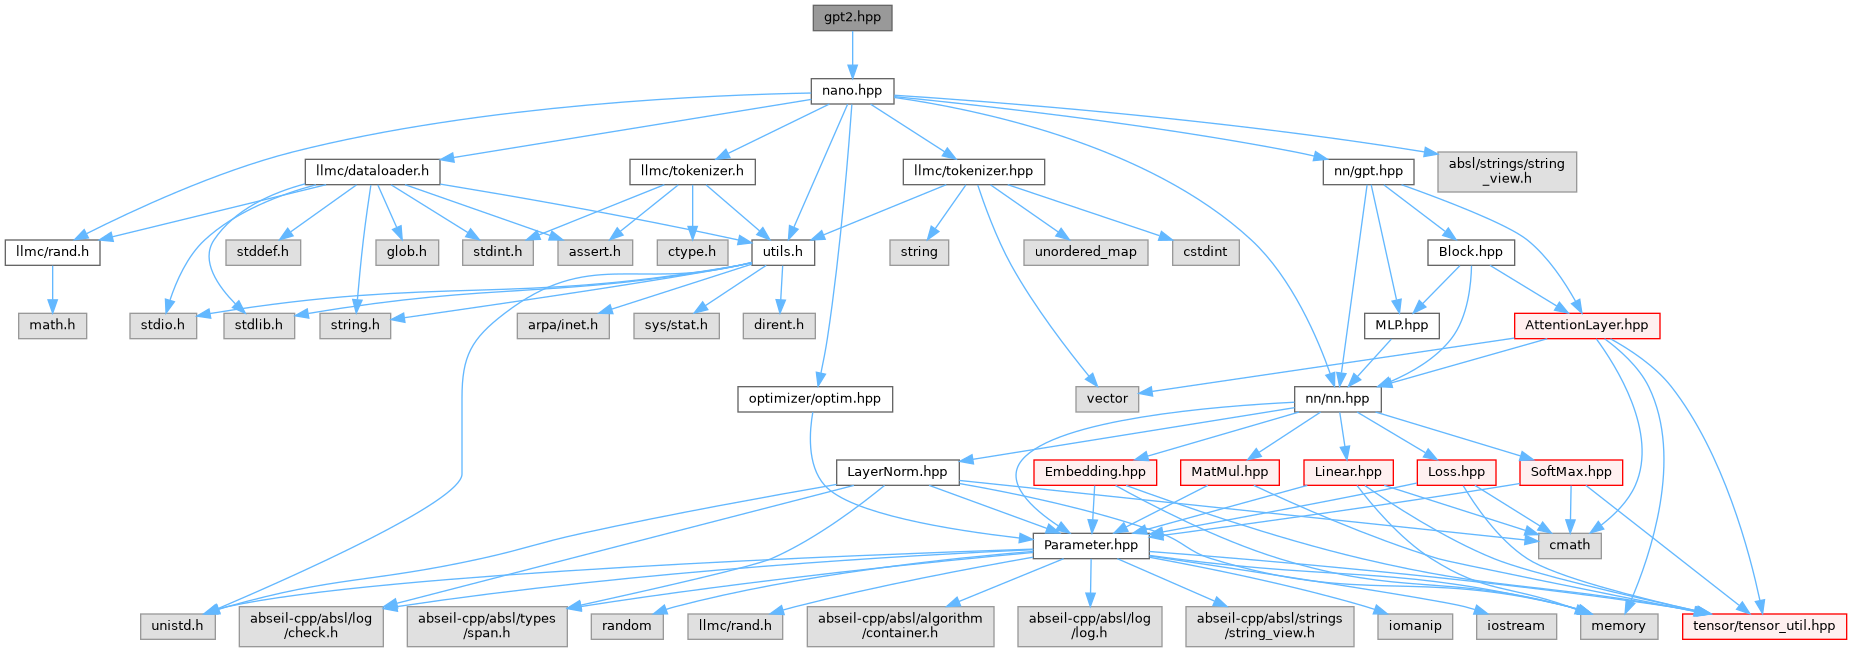 gpt2.hpp
nano.hpp
llmc/dataloader.h
llmc/tokenizer.h
llmc/tokenizer.hpp
nn/gpt.hpp
absl/strings/string
_view.h
llmc/rand.h
stddef.h
glob.h
stdint.h
assert.h
ctype.h
utils.h
string
unordered_map
cstdint
Block.hpp
math.h
stdio.h
stdlib.h
string.h
arpa/inet.h
sys/stat.h
dirent.h
MLP.hpp
AttentionLayer.hpp
optimizer/optim.hpp
vector
nn/nn.hpp
LayerNorm.hpp
Embedding.hpp
MatMul.hpp
Linear.hpp
Loss.hpp
SoftMax.hpp
Parameter.hpp
cmath
unistd.h
abseil-cpp/absl/log
/check.h
abseil-cpp/absl/types
/span.h
random
llmc/rand.h
abseil-cpp/absl/algorithm
/container.h
abseil-cpp/absl/log
/log.h
abseil-cpp/absl/strings
/string_view.h
iomanip
iostream
memory
tensor/tensor_util.hpp